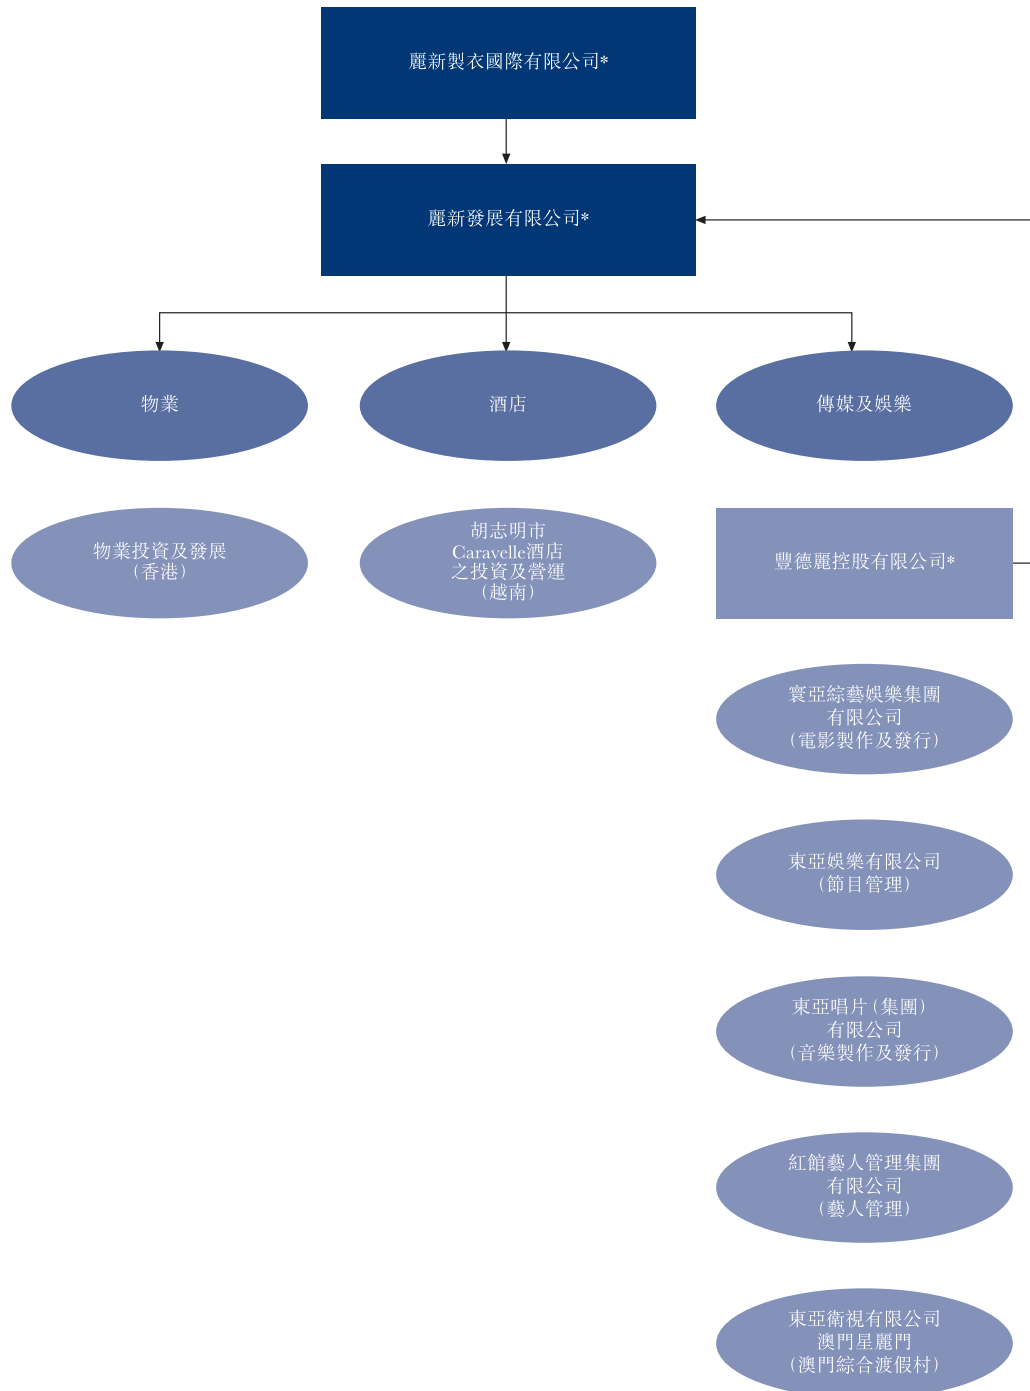 麗新製衣國際有限公司*
麗新發展有限公司*
物業
酒店
傳媒及娛樂
物業投資及發展
(香港)
胡志明市
Caravelle酒店
之投資及營運
(越南)
豐德麗控股有限公司*
寰亞綜藝娛樂集團
有限公司
(電影製作及發行)
東亞娛樂有限公司
(節目管理)
東亞唱片(集團)
有限公司
(音樂製作及發行)
紅館藝人管理集團
有限公司
(藝人管理)
東亞衛視有限公司
澳門星麗門
(澳門綜合渡假村)